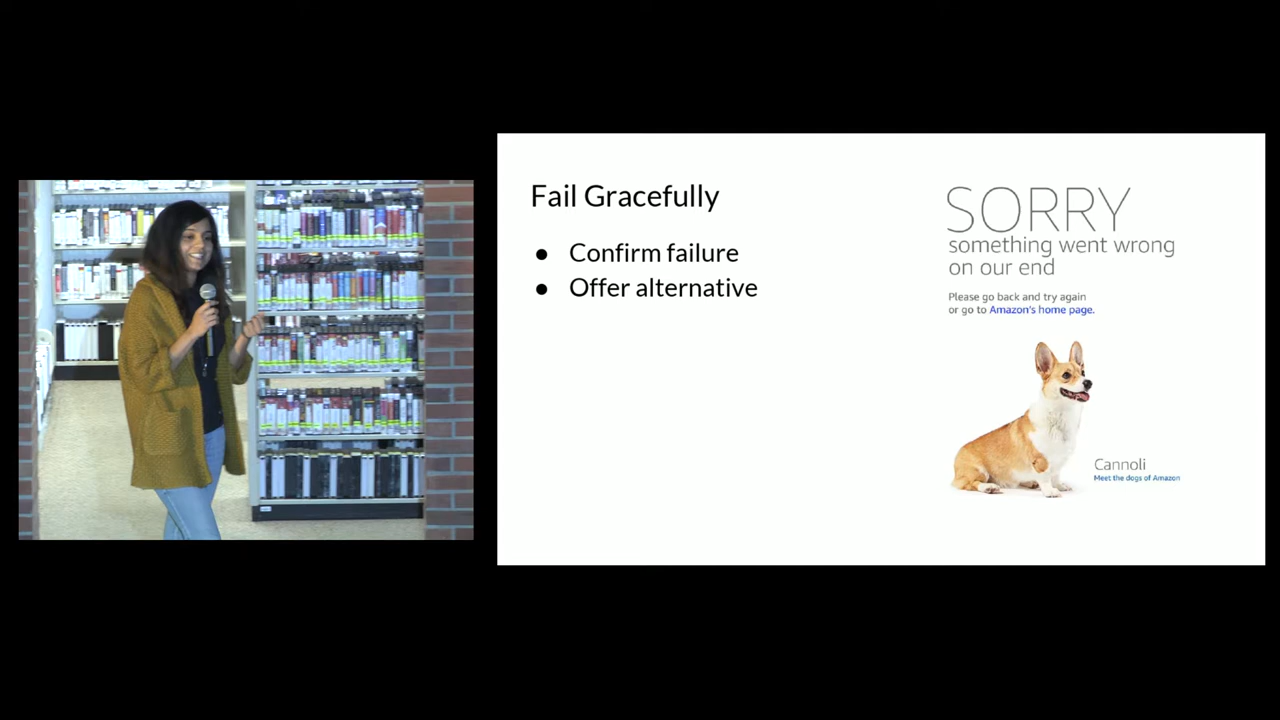 Fail Gracefully
● Confirm failure
● Offer alternative
SORRY
something went wrong
on our end
Please go back and try again
or go to Amazon's home page.
Cannoli
Meet the dogs of Amazon